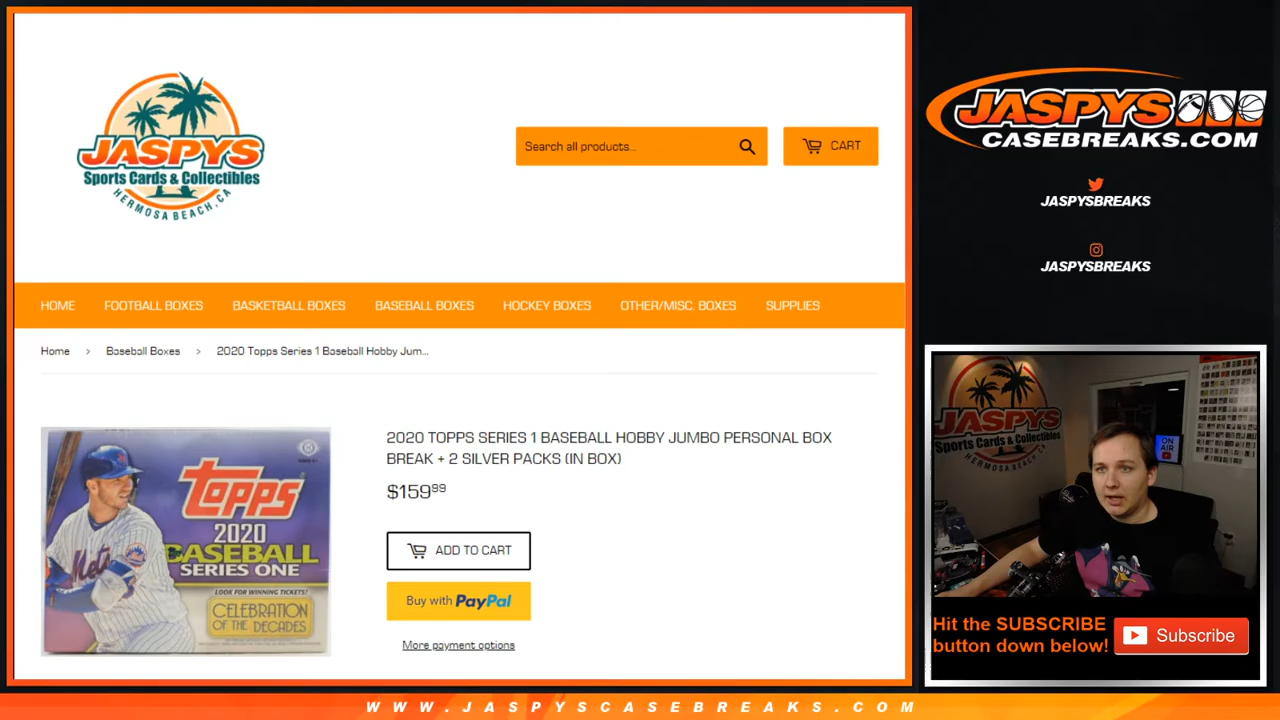 JASPYS
Sports Cards & Collectibles
HERMOSA BEACH, CA
Search all products...
CART
HOME
FOOTBALL BOXES
BASKETBALL BOXES
BASEBALL BOXES
HOCKEY BOXES
OTHER/MISC. BOXES
SUPPLIES
Home › Baseball Boxes › 2020 Topps Series 1 Baseball Hobby Jum...
topps
2020
BASEBALL
SERIES ONE
LOOK FOR WINNING TICKETS!
CELEBRATION
OF THE DECADES
Mets
2020 TOPPS SERIES 1 BASEBALL HOBBY JUMBO PERSONAL BOX
BREAK + 2 SILVER PACKS (IN BOX)
$159.99
ADD TO CART
Buy with PayPal
More payment options
JASPYS
CASEBREAKS.COM
JASPYSBREAKS
JASPYSBREAKS
JASPYS
Sports Cards & Collectibles
HERMOSA BEACH, CA
ON
AIR
Hit the SUBSCRIBE
button down below!
Subscribe
WWW.JASPYSCASEBREAKS.COM